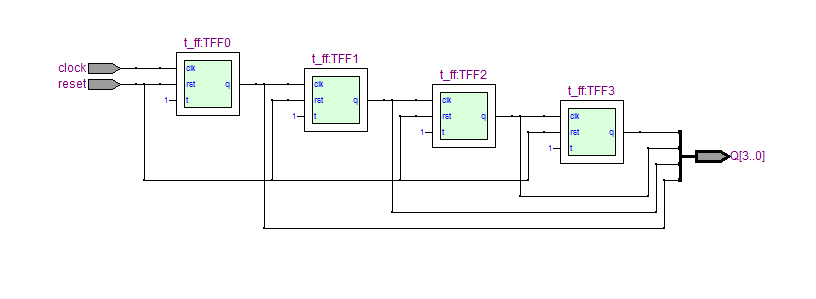 t_ff:TFF0
clock
reset
clk
rst
1
t
q
t_ff:TFF1
clk
rst
1
t
q
t_ff:TFF2
clk
rst
1
t
q
t_ff:TFF3
clk
rst
1
t
q
Q[3..0]